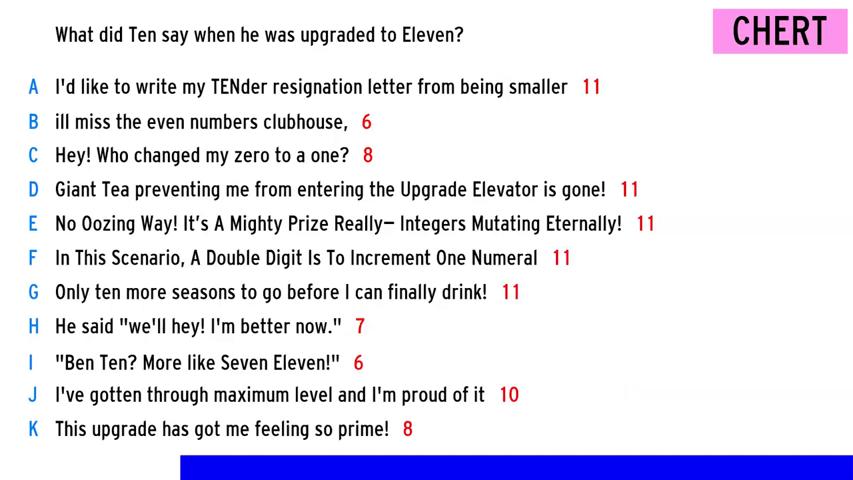 What did Ten say when he was upgraded to Eleven?
CHERT
A I'd like to write my TENder resignation letter from being smaller 11
B ill miss the even numbers clubhouse, 6
C Hey! Who changed my zero to a one? 8
D Giant Tea preventing me from entering the Upgrade Elevator is gone! 11
E No Oozing Way! It’s A Mighty Prize Really– Integers Mutating Eternally! 11
F In This Scenario, A Double Digit Is To Increment One Numeral 11
G Only ten more seasons to go before I can finally drink! 11
H He said "we'll hey! I'm better now." 7
I "Ben Ten? More like Seven Eleven!" 6
J I've gotten through maximum level and I'm proud of it 10
K This upgrade has got me feeling so prime! 8